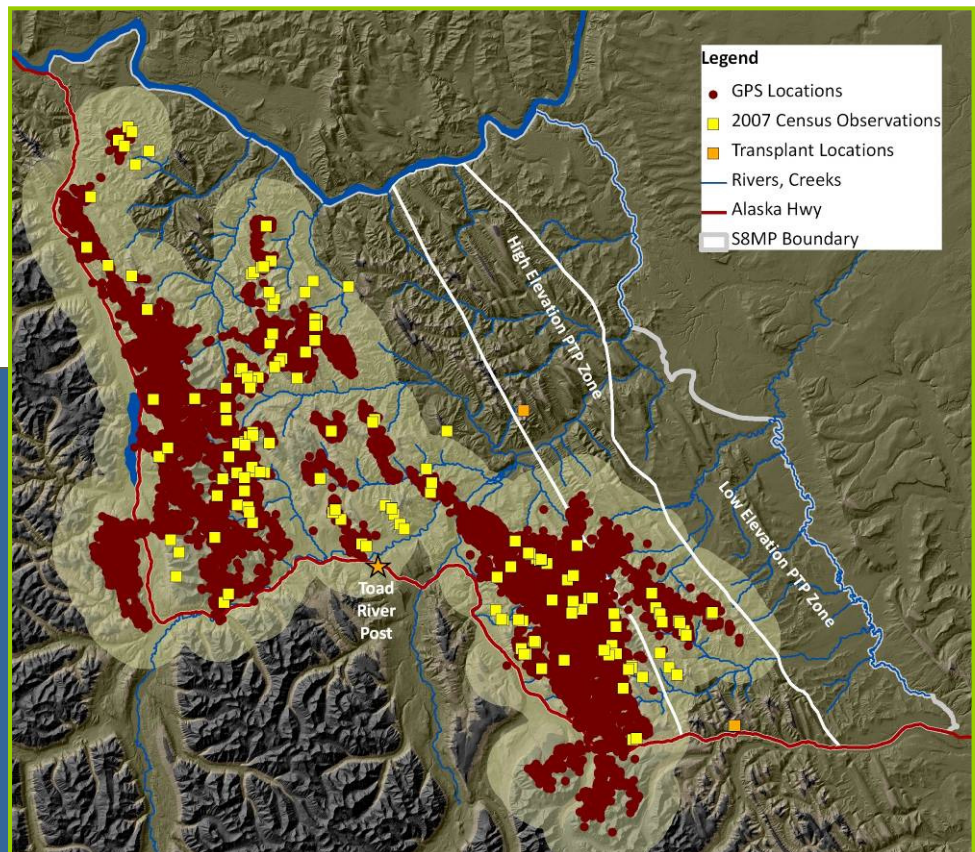 Legend
GPS Locations
2007 Census Observations
Transplant Locations
Rivers, Creeks
Alaska Hwy
S8MP Boundary
High Elevation PTP Zone
Low Elevation PTP Zone
Toad
River
Post